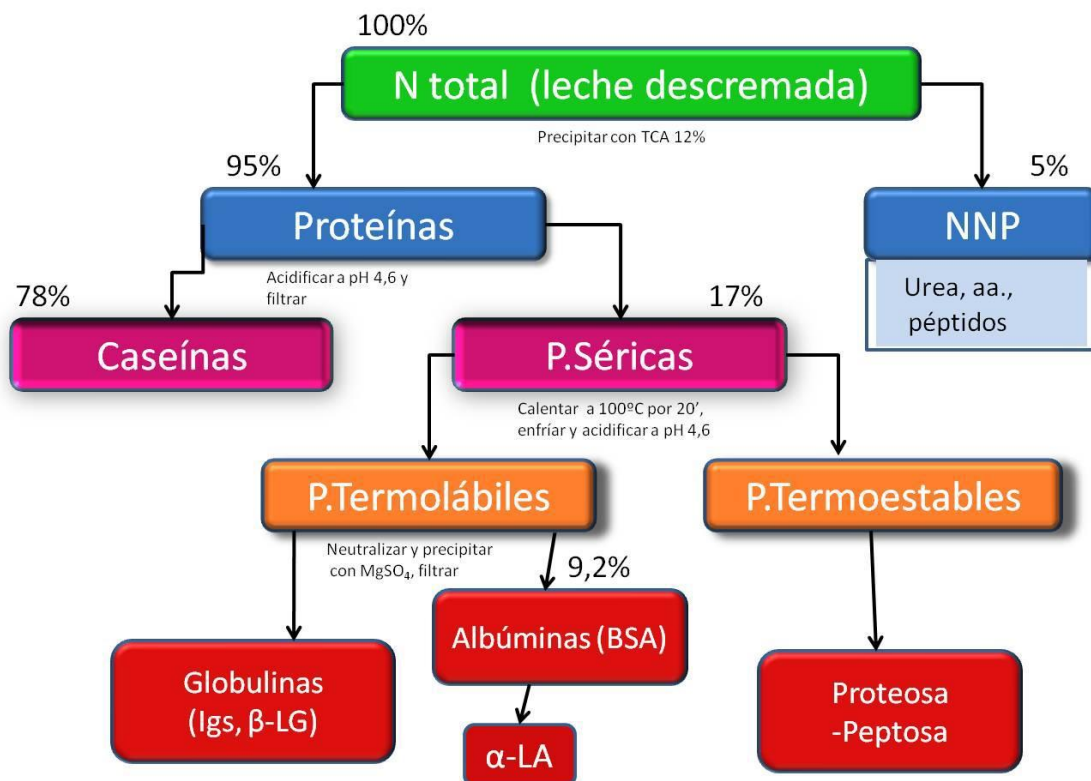 100%
N total (leche descremada)
Precipitar con TCA 12%
95%
5%
Proteínas
NNP
Acidificar a pH 4,6 y
filtrar
Urea, aa.,
péptidos
78%
17%
Caseínas
P.Séricas
Calentar a 100ºC por 20’,
enfríar y acidificar a pH 4,6
P.Termolábiles
P.Termoestables
Neutralizar y precipitar
con MgSO₄, filtrar
9,2%
Albúminas (BSA)
Globulinas
(Igs, β-LG)
Proteosa
-Peptosa
α-LA